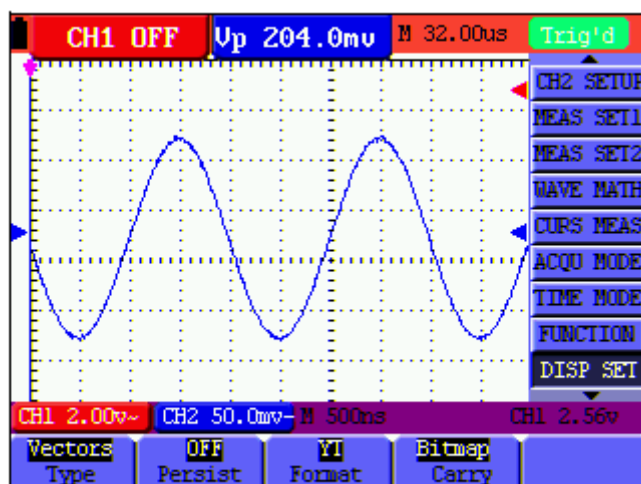 CH1 OFF Vp 204.0mv M 32.00us Trig'd
CH2 SETUP
MEAS SET1
MEAS SET2
WAVE MATH
CURS MEAS
ACQU MODE
TIME MODE
FUNCTION
DISP SET
CH1 2.00v~ CH2 50.0mv- M 500ns CH1 2.56v
Vectors OFF YT Bitmap
Type Persist Format Carry